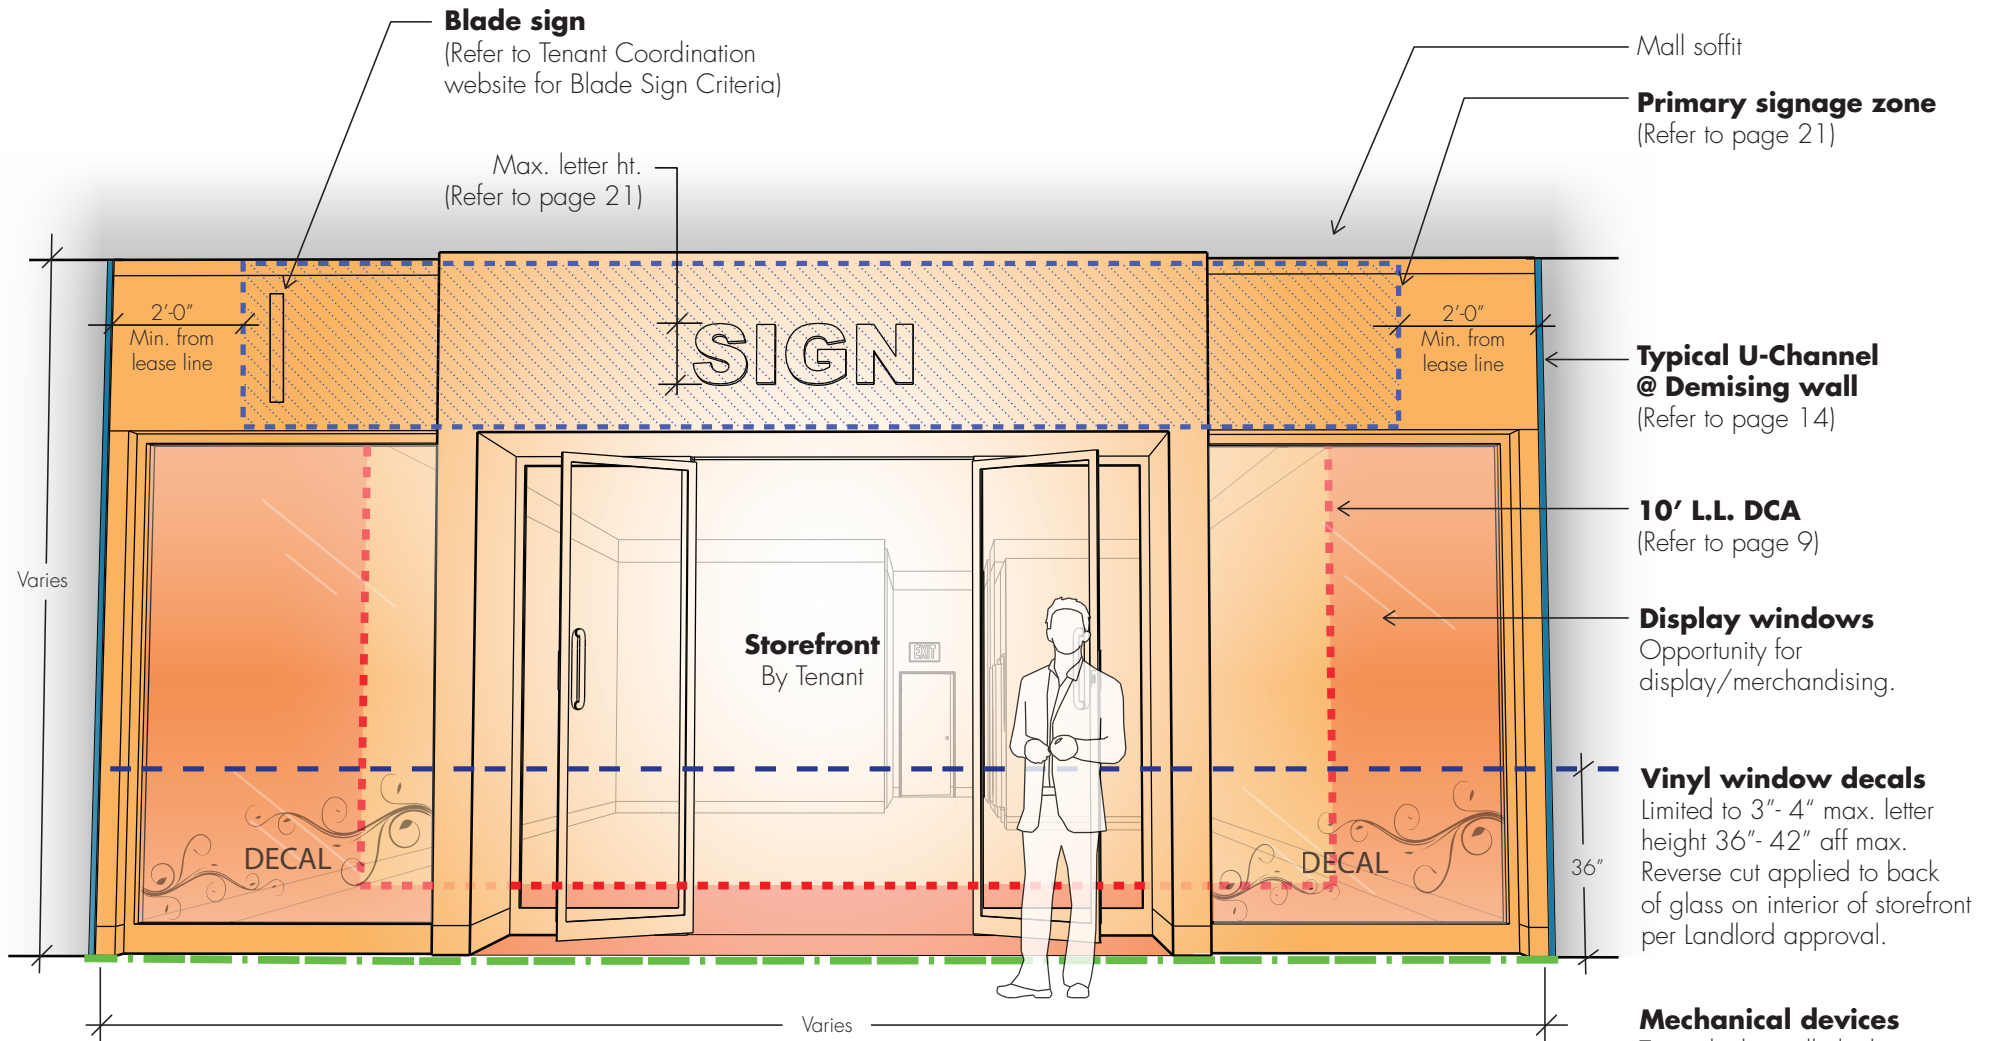 Blade sign
(Refer to Tenant Coordination
website for Blade Sign Criteria)
Mall soffit
Primary signage zone
(Refer to page 21)
Max. letter ht.
(Refer to page 21)
2'-0"
Min. from
lease line
SIGN
2'-0"
Min. from
lease line
Typical U-Channel
@ Demising wall
(Refer to page 14)
10' L.L. DCA
(Refer to page 9)
Varies
Storefront
By Tenant
EXIT
Display windows
Opportunity for
display/merchandising.
Vinyl window decals
Limited to 3"- 4" max. letter
height 36"- 42" aff max.
Reverse cut applied to back
of glass on interior of storefront
per Landlord approval.
DECAL
DECAL
36"
Varies
Mechanical devices